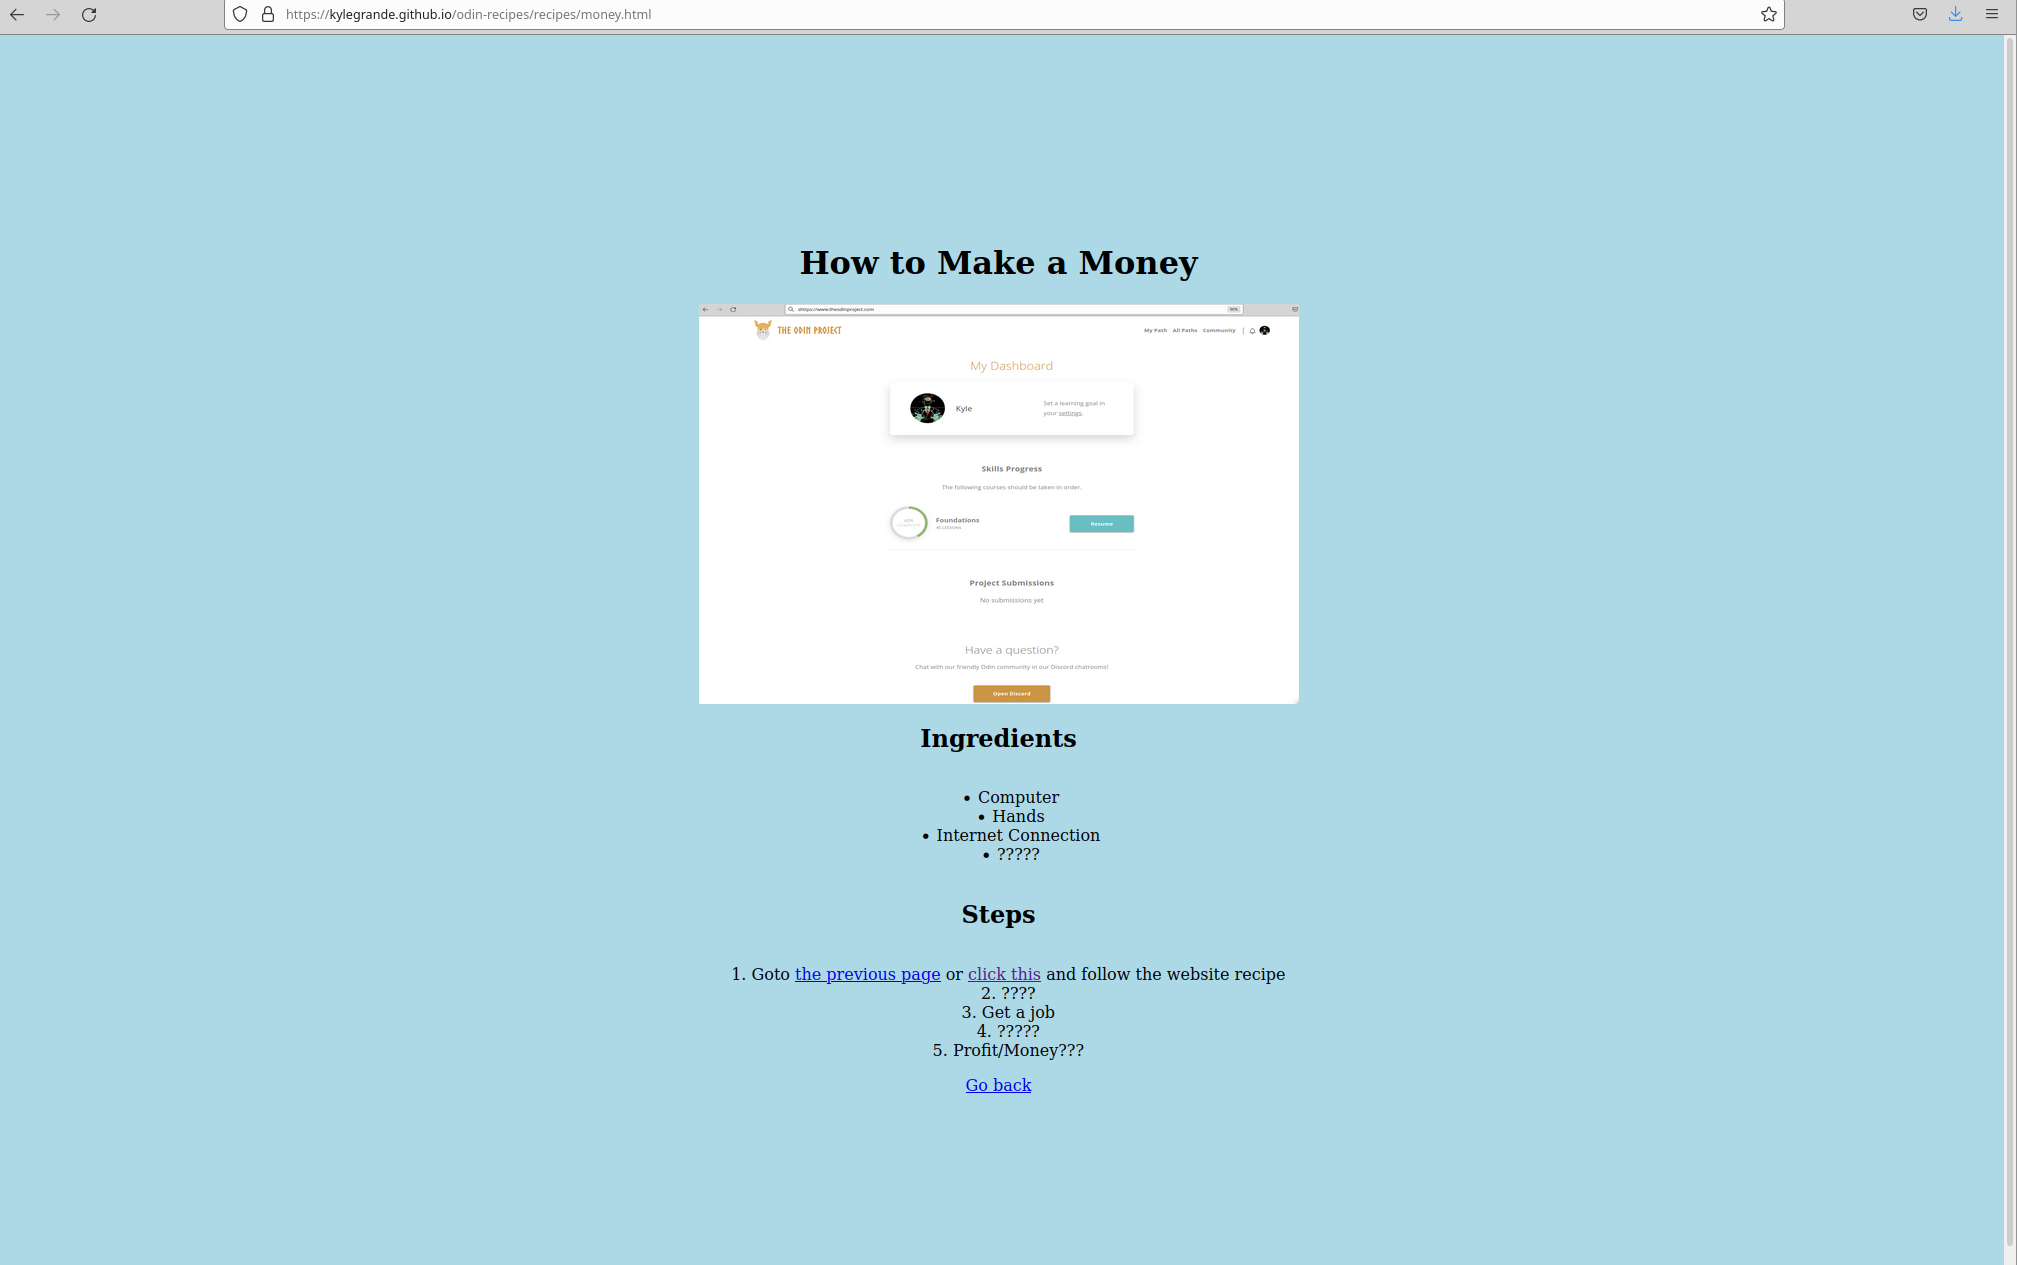 https://kylegrande.github.io/odin-recipes/recipes/money.html
How to Make a Money
shttps://www.theodinproject.com
90%
THE ODIN PROJECT
My Path All Paths Community |
My Dashboard
Kyle
Set a learning goal in
your settings.
Skills Progress
The following courses should be taken in order.
Foundations
Resume
Project Submissions
No submissions yet
Have a question?
Chat with our friendly Odin community in our Discord chatrooms!
Open Discord
Ingredients
• Computer
• Hands
• Internet Connection
• ?????
Steps
1. Goto the previous page or click this and follow the website recipe
2. ????
3. Get a job
4. ?????
5. Profit/Money???
Go back